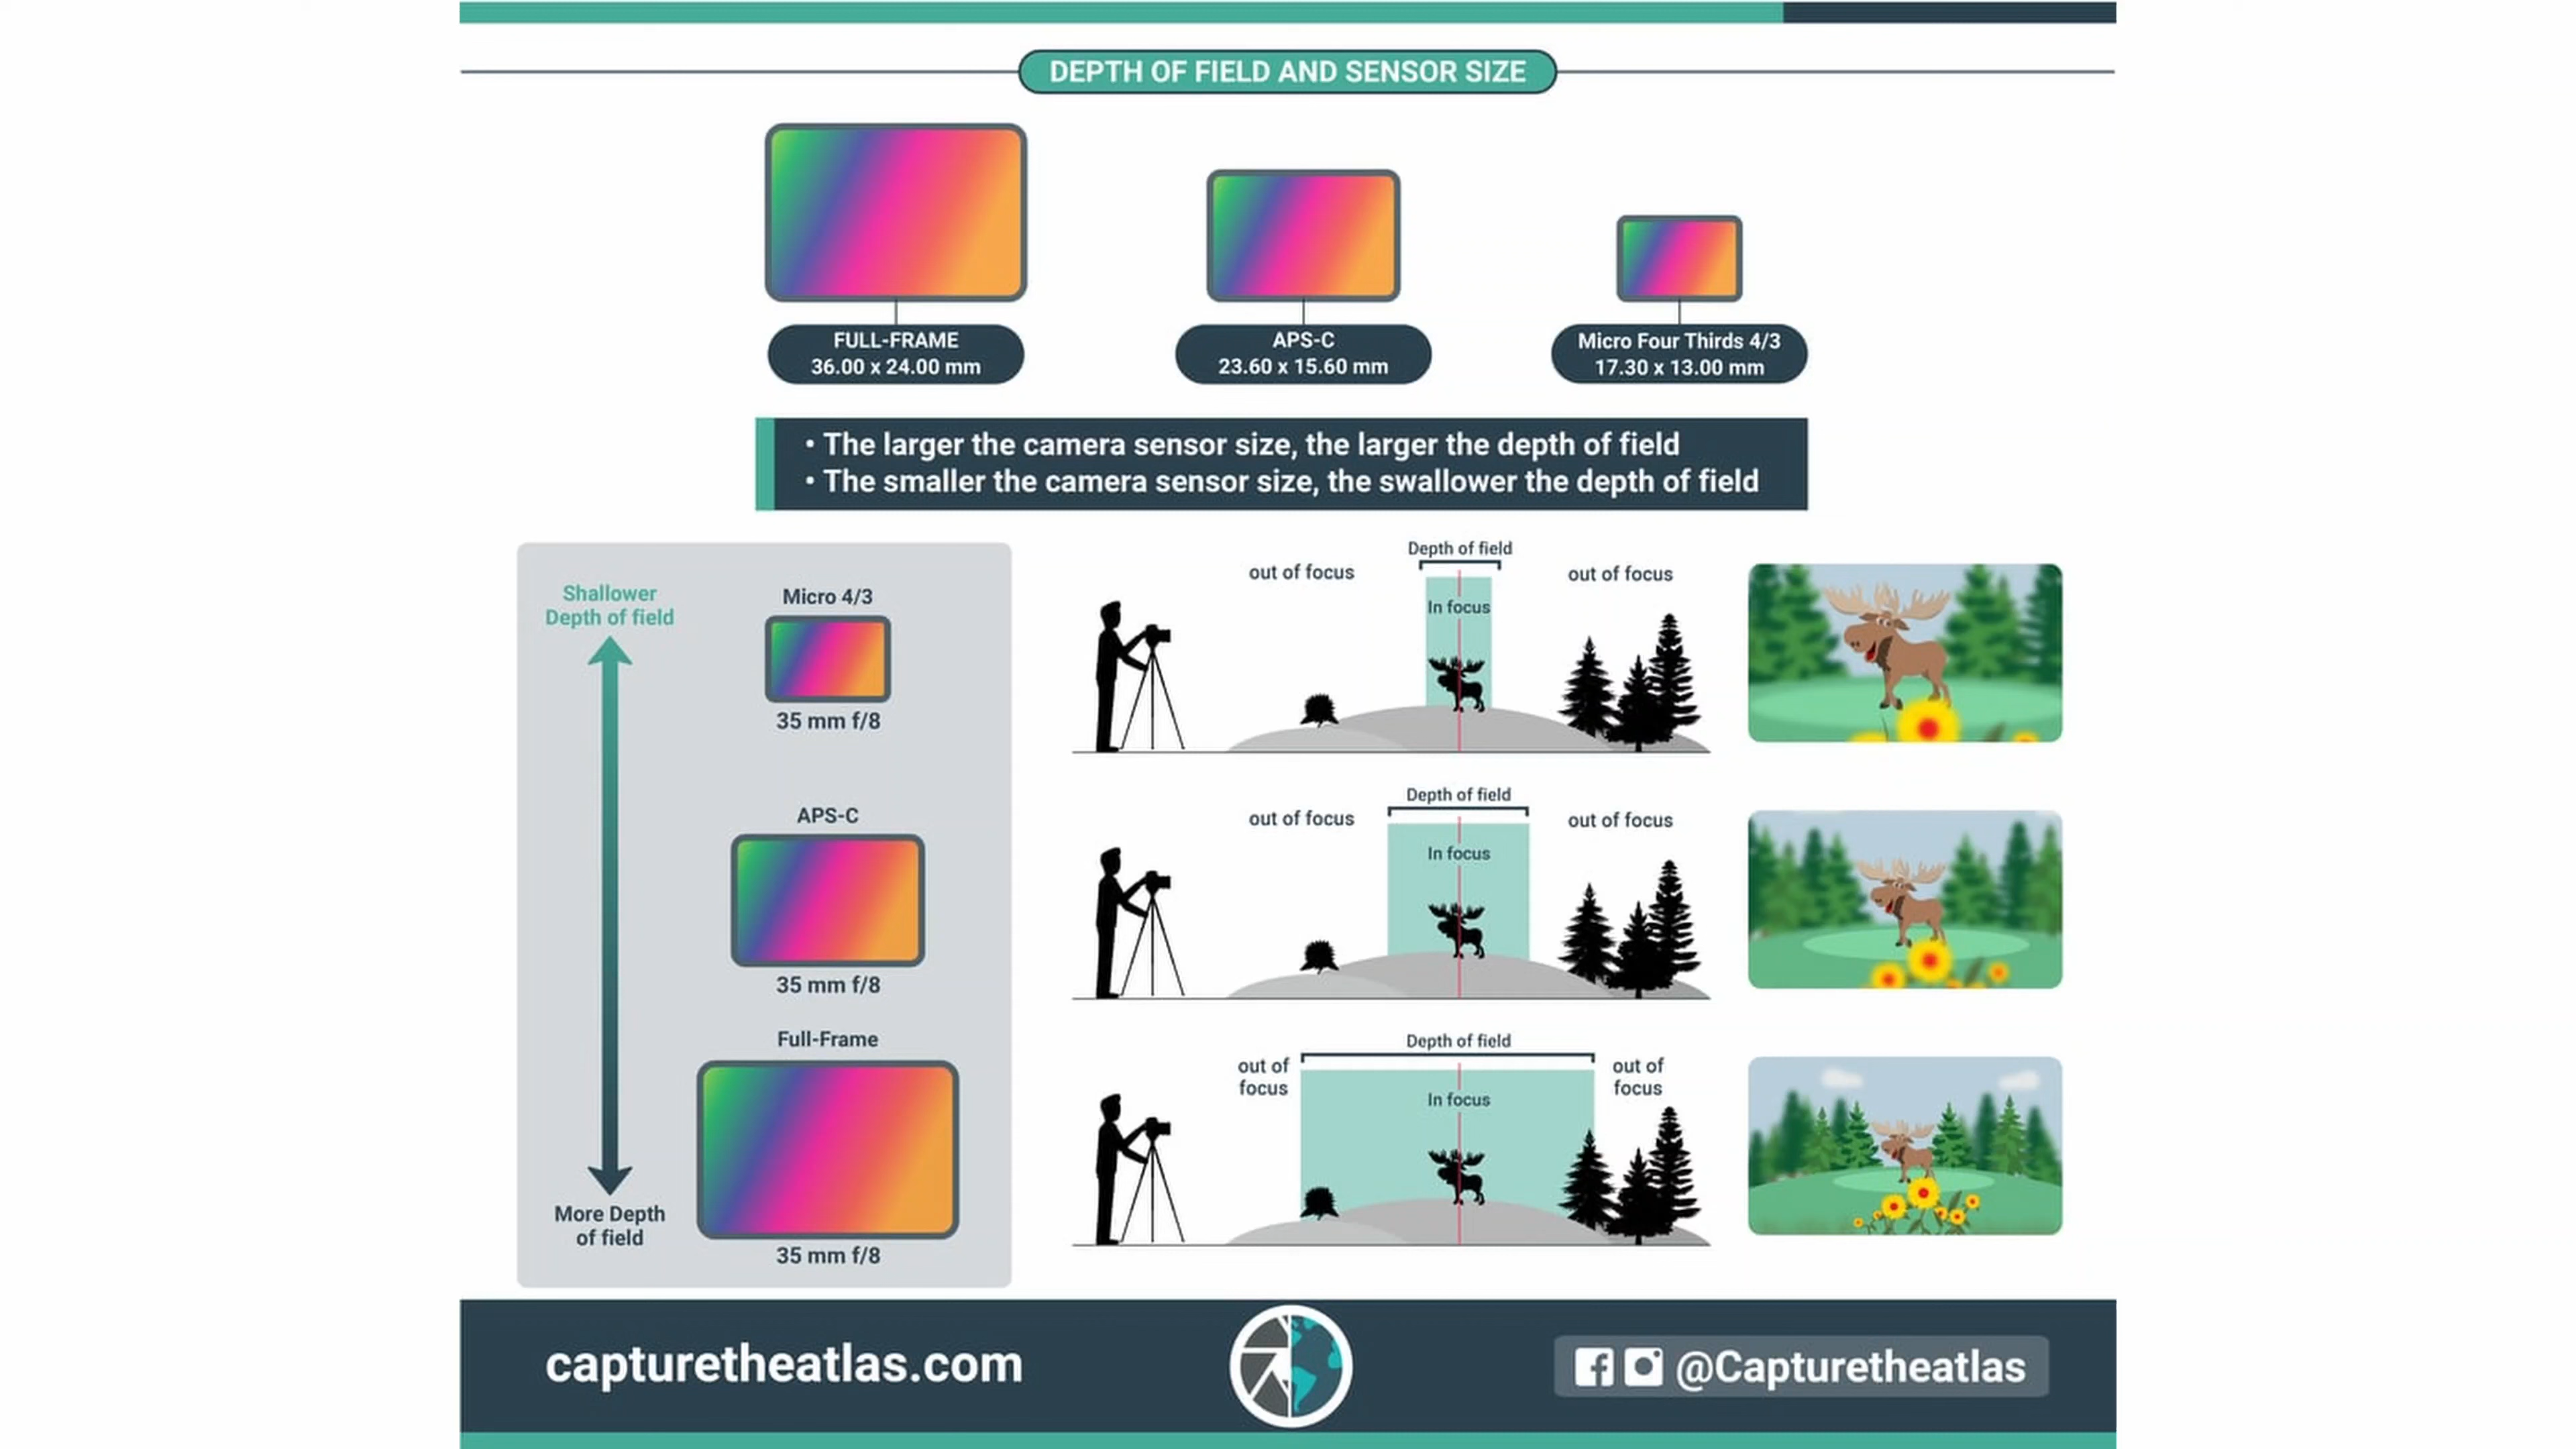 DEPTH OF FIELD AND SENSOR SIZE
FULL-FRAME
36.00 x 24.00 mm
APS-C
23.60 x 15.60 mm
Micro Four Thirds 4/3
17.30 x 13.00 mm
• The larger the camera sensor size, the larger the depth of field
• The smaller the camera sensor size, the swallower the depth of field
Shallower
Depth of field
Micro 4/3
35 mm f/8
APS-C
35 mm f/8
Full-Frame
35 mm f/8
More Depth
of field
out of focus
Depth of field
In focus
out of focus
out of focus
Depth of field
In focus
out of focus
out of
focus
Depth of field
In focus
out of
focus
capturetheatlas.com
@Capturetheatlas